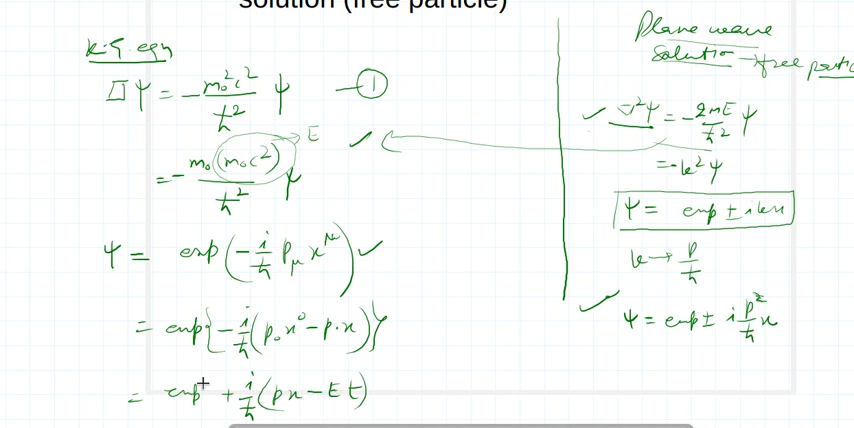 solution (free particle)
K.G. eqn
□ψ = - m₀²c²/ħ² ψ — ①
= - m₀(m₀c²)/ħ² ψ → E ✓
ψ = exp(-i/ħ p_μ x^μ) ✓
= exp{-i/ħ(p₀x⁰ - p·x)}
= exp + i/ħ(px - Et)
Plane wave
Solution → free partic
✓ ∇²ψ = -2mE/ħ² ψ
= -k²ψ
ψ = exp ± ikx
k → p/ħ
✓ ψ = exp ± i p/ħ x